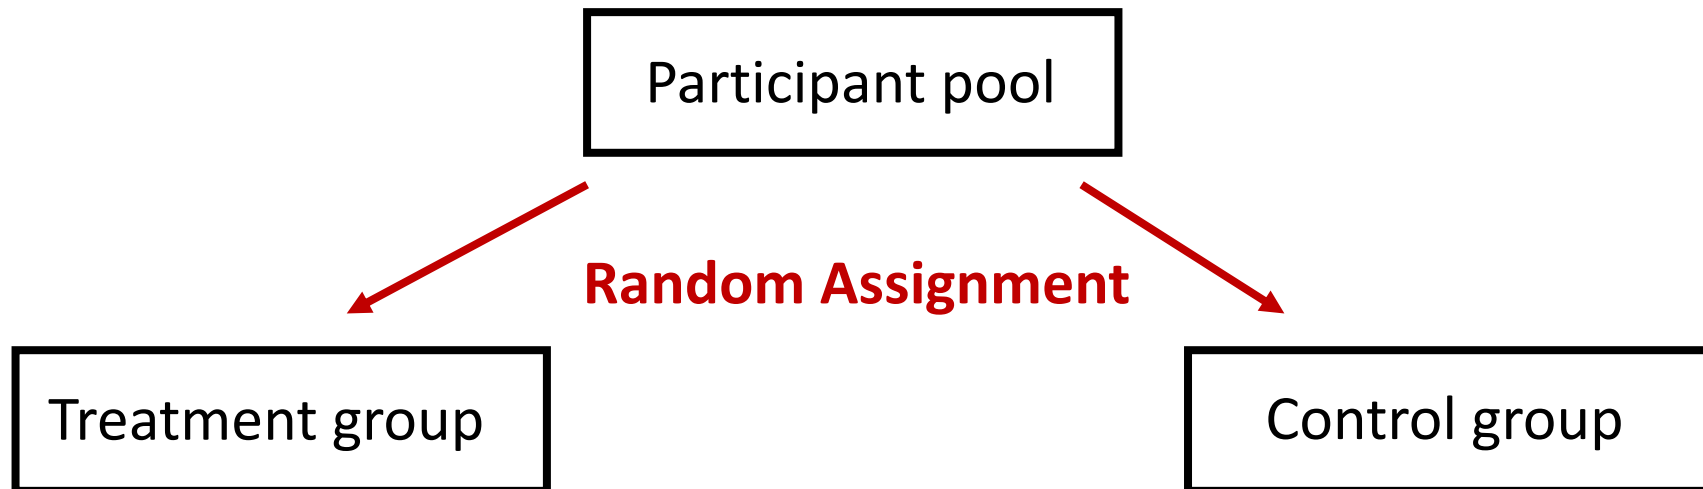 Participant pool
Random Assignment
Treatment group
Control group